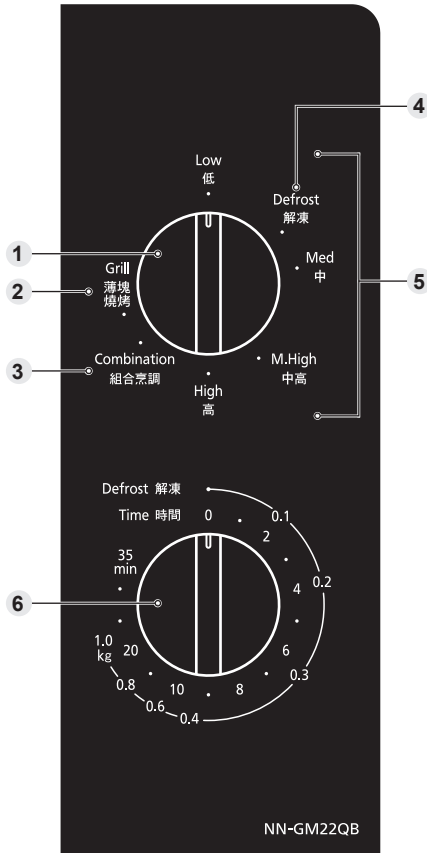 4
Low
低
Defrost
解凍
1
Med
中
Grill
薄塊
燒烤
2
5
Combination
組合烹調
3
M.High
中高
High
高
Defrost 解凍
Time 時間
0
0.1
2
35
min
0.2
4
6
1.0
kg
20
6
0.3
0.8
10
8
0.6
0.4
NN-GM22QB